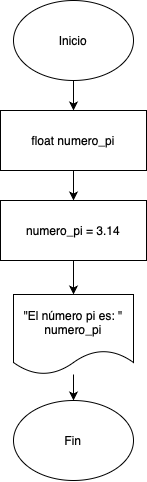 Inicio
float numero_pi
numero_pi = 3.14
"El número pi es: "
numero_pi
Fin